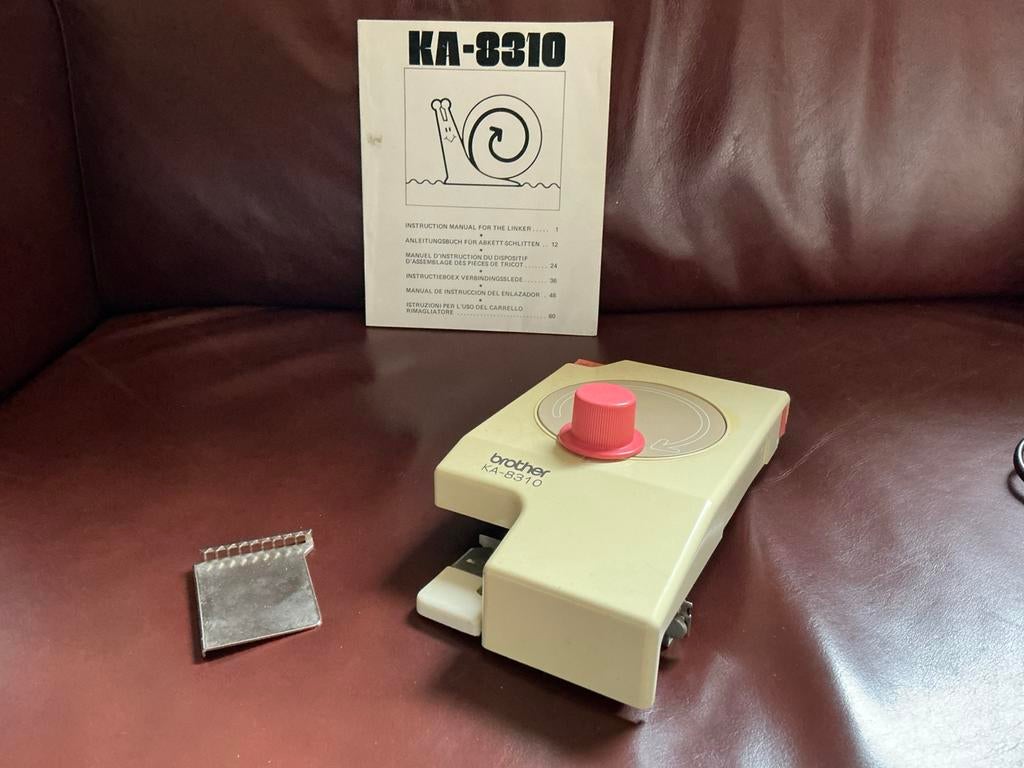 KA-8310
INSTRUCTION MANUAL FOR THE LINKER ..... 1
ANLEITUNGSBUCH FÜR ABKETT-SCHLITTEN .. 12
MANUEL D'INSTRUCTION DU DISPOSITIF
D'ASSEMBLAGE DES PIECES DE TRICOT ....... 24
INSTRUCTIEBOEX VERBINDINGSSLEDE ...... 36
MANUAL DE INSTRUCCION DEL ENLAZADOR .. 48
ISTRUZIONI PER L'USO DEL CARRELLO
RIMAGLIATORE ......................... 60
brother
KA-8310